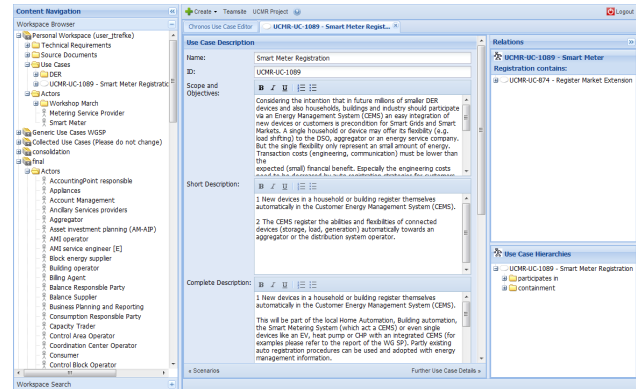 Content Navigation
Create
Teamsite
UCMR Project
Logout
Workspace Browser
Chronos Use Case Editor
UCMR-UC-1089 - Smart Meter Regist...
Personal Workspace (user_jtrefke)
Technical Requirements
Source Documents
Use Cases
DER
UCMR-UC-1089 - Smart Meter Registratic
Actors
Workshop March
Metering Service Provider
Smart Meter
Generic Use Cases WGSP
Collected Use Cases (Please do not change)
consolidation
final
Actors
AccountingPoint responsible
Appliances
Account Management
Ancillary Services providers
Aggregator
Asset investment planning (AM-AIP)
AMI operator
AMI service engineer [E]
Block energy supplier
Building operator
Billing Agent
Balance Responsible Party
Balance Supplier
Business Planning and Reporting
Consumption Responsible Party
Capacity Trader
Control Area Operator
Coordination Center Operator
Consumer
Control Block Operator
Workspace Search
Use Case Description
Name:
Smart Meter Registration
ID:
UCMR-UC-1089
Scope and
Objectives:
B I U
Considering the intention that in future millions of smaller DER
devices and also households, buildings and industry should participate
via an Energy Management System (CEMS) an easy integration of
new devices or customers is precondition for Smart Grids and Smart
Markets. A single household or device may offer its flexibility (e.g.
load shifting) to the DSO, aggregator or an energy service company.
But the single flexibility only represent an small amount of energy.
Transaction costs (engineering, communication) must be lower than
the
expected (small) financial benefit. Especially the engineering costs
need to be decreased by auto registration strategies for customers
Short Description:
B I U
1 New devices in a household or building register themselves
automatically in the Customer Energy Management System (CEMS).
2 The CEMS register the abilities and flexibilities of connected
devices (storage, load, generation) automatically towards an
aggregator or the distribution system operator.
Complete Description:
B I U
1 New devices in a household or building register themselves
automatically in the Customer Energy Management System (CEMS).
This will be part of the local Home Automation, Building automation,
the Smart Metering System (which act a CEMS) or even single
devices like an EV, heat pump or CHP with an integrated CEMS (for
examples please refer to the report of the WG SP). Partly existing
auto registration procedures can be used and adopted with energy
management information.
« Scenarios
Further Use Case Details »
Relations
UCMR-UC-1089 - Smart Meter
Registration contains:
UCMR-UC-874 - Register Market Extension
Use Case Hierarchies
UCMR-UC-1089 - Smart Meter Registration
participates in
containment